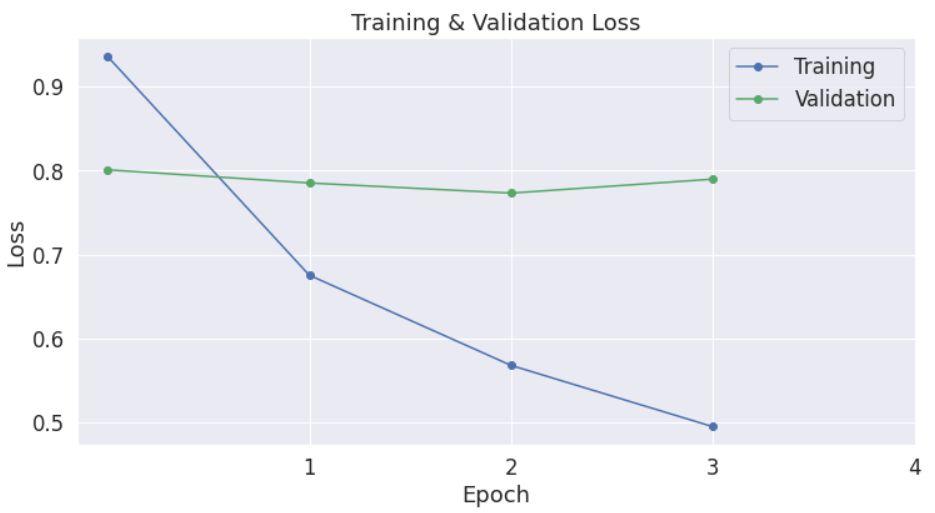 Training & Validation Loss
Training
Validation
0.9
0.8
0.7
0.6
0.5
Loss
1 2 3 4
Epoch